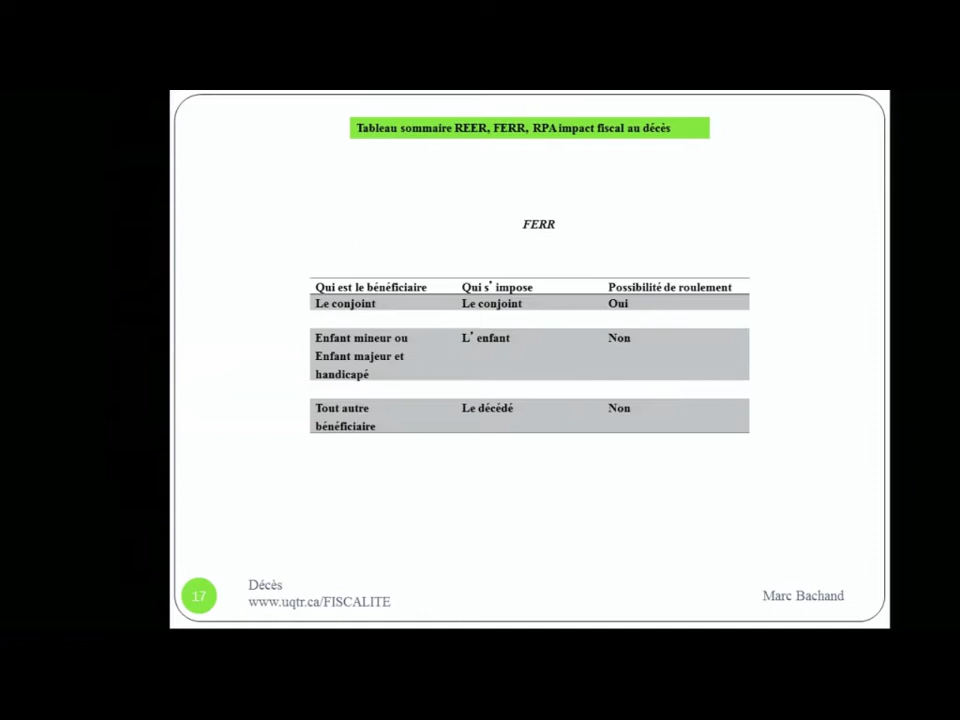 Tableau sommaire REER, FERR, RPA impact fiscal au décès
FERR
Qui est le bénéficiaire Qui s'impose Possibilité de roulement
Le conjoint Le conjoint Oui
Enfant mineur ou L'enfant Non
Enfant majeur et
handicapé
Tout autre Le décédé Non
bénéficiaire
17
Décès
www.uqtr.ca/FISCALITE
Marc Bachand